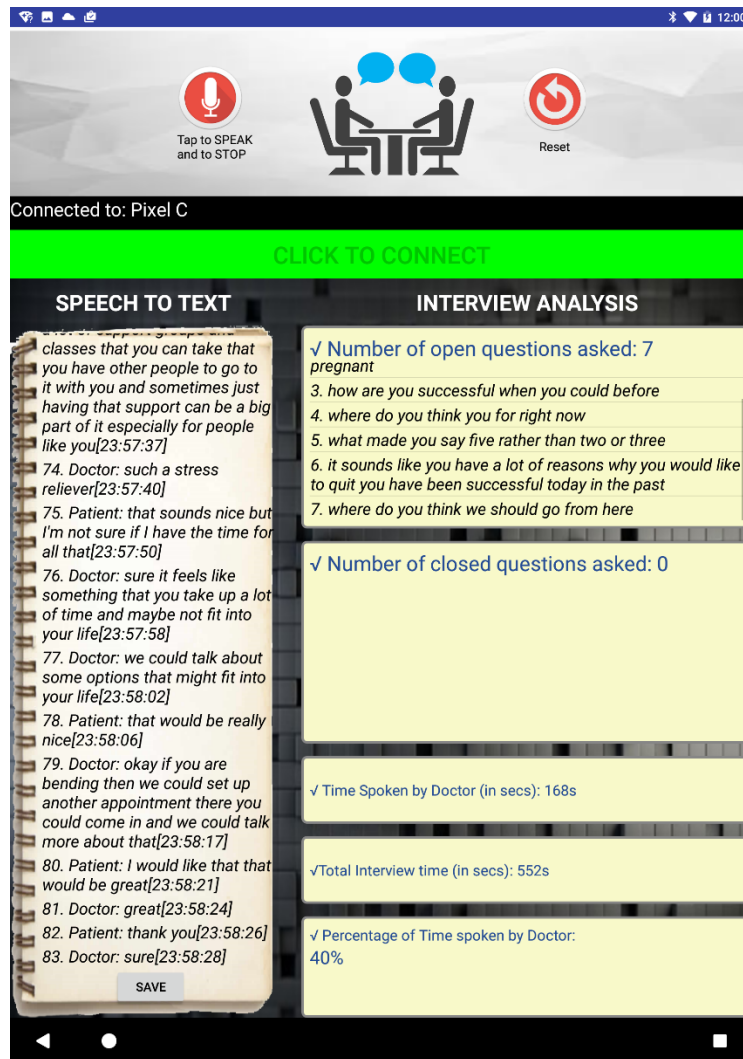 12:00
Tap to SPEAK
and to STOP
Reset
Connected to: Pixel C
CLICK TO CONNECT
SPEECH TO TEXT
classes that you can take that
you have other people to go to
it with you and sometimes just
having that support can be a big
part of it especially for people
like you[23:57:37]
74. Doctor: such a stress
reliever[23:57:40]
75. Patient: that sounds nice but
I'm not sure if I have the time for
all that[23:57:50]
76. Doctor: sure it feels like
something that you take up a lot
of time and maybe not fit into
your life[23:57:58]
77. Doctor: we could talk about
some options that might fit into
your life[23:58:02]
78. Patient: that would be really
nice[23:58:06]
79. Doctor: okay if you are
bending then we could set up
another appointment there you
could come in and we could talk
more about that[23:58:17]
80. Patient: I would like that that
would be great[23:58:21]
81. Doctor: great[23:58:24]
82. Patient: thank you[23:58:26]
83. Doctor: sure[23:58:28]
SAVE
INTERVIEW ANALYSIS
√ Number of open questions asked: 7
pregnant
3. how are you successful when you could before
4. where do you think you for right now
5. what made you say five rather than two or three
6. it sounds like you have a lot of reasons why you would like
to quit you have been successful today in the past
7. where do you think we should go from here
√ Number of closed questions asked: 0
√ Time Spoken by Doctor (in secs): 168s
√Total Interview time (in secs): 552s
√ Percentage of Time spoken by Doctor:
40%